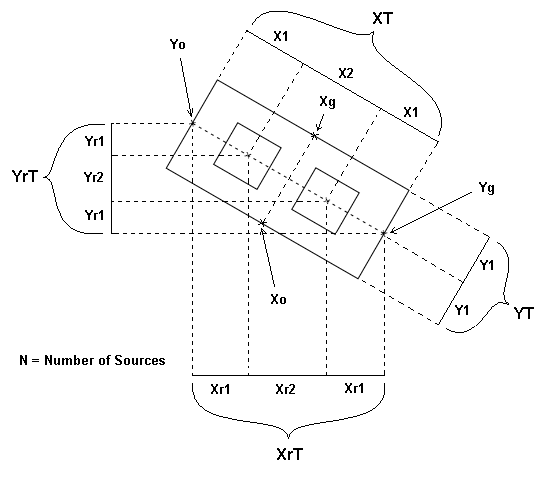 XT
X1
Yo
X2
Xg
X1
Yr1
YrT
Yr2
Yg
Yr1
Y1
Xo
Y1
YT
N = Number of Sources
Xr1
Xr2
Xr1
XrT